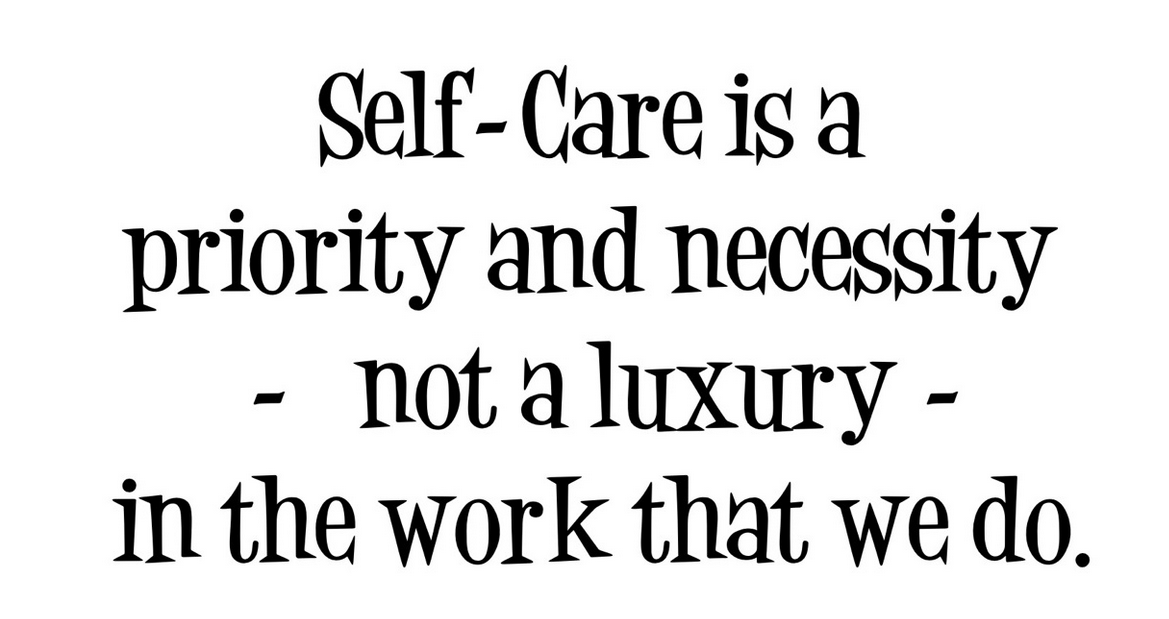 Self-Care is a
priority and necessity
- not a luxury -
in the work that we do.